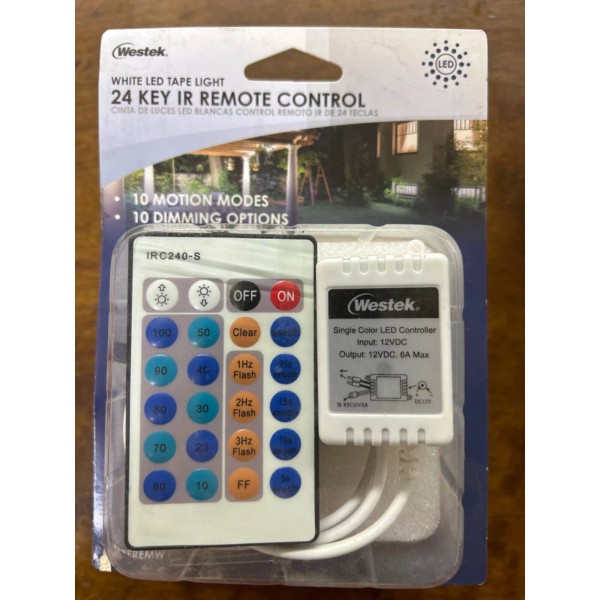 Westek.
LED
WHITE LED TAPE LIGHT
24 KEY IR REMOTE CONTROL
CINTA DE LUCES LED BLANCAS CONTROL REMOTO IR DE 24 TECLAS
• 10 MOTION MODES
• 10 DIMMING OPTIONS
IRC240-S
OFF ON
100 50 Clear
90 40 1Hz Flash
80 30 2Hz Flash
70 20 3Hz Flash
60 10 FF
Westek.
Single Color LED Controller
Input: 12VDC
Output: 12VDC, 6A Max
IR RECEIVER
DC12V